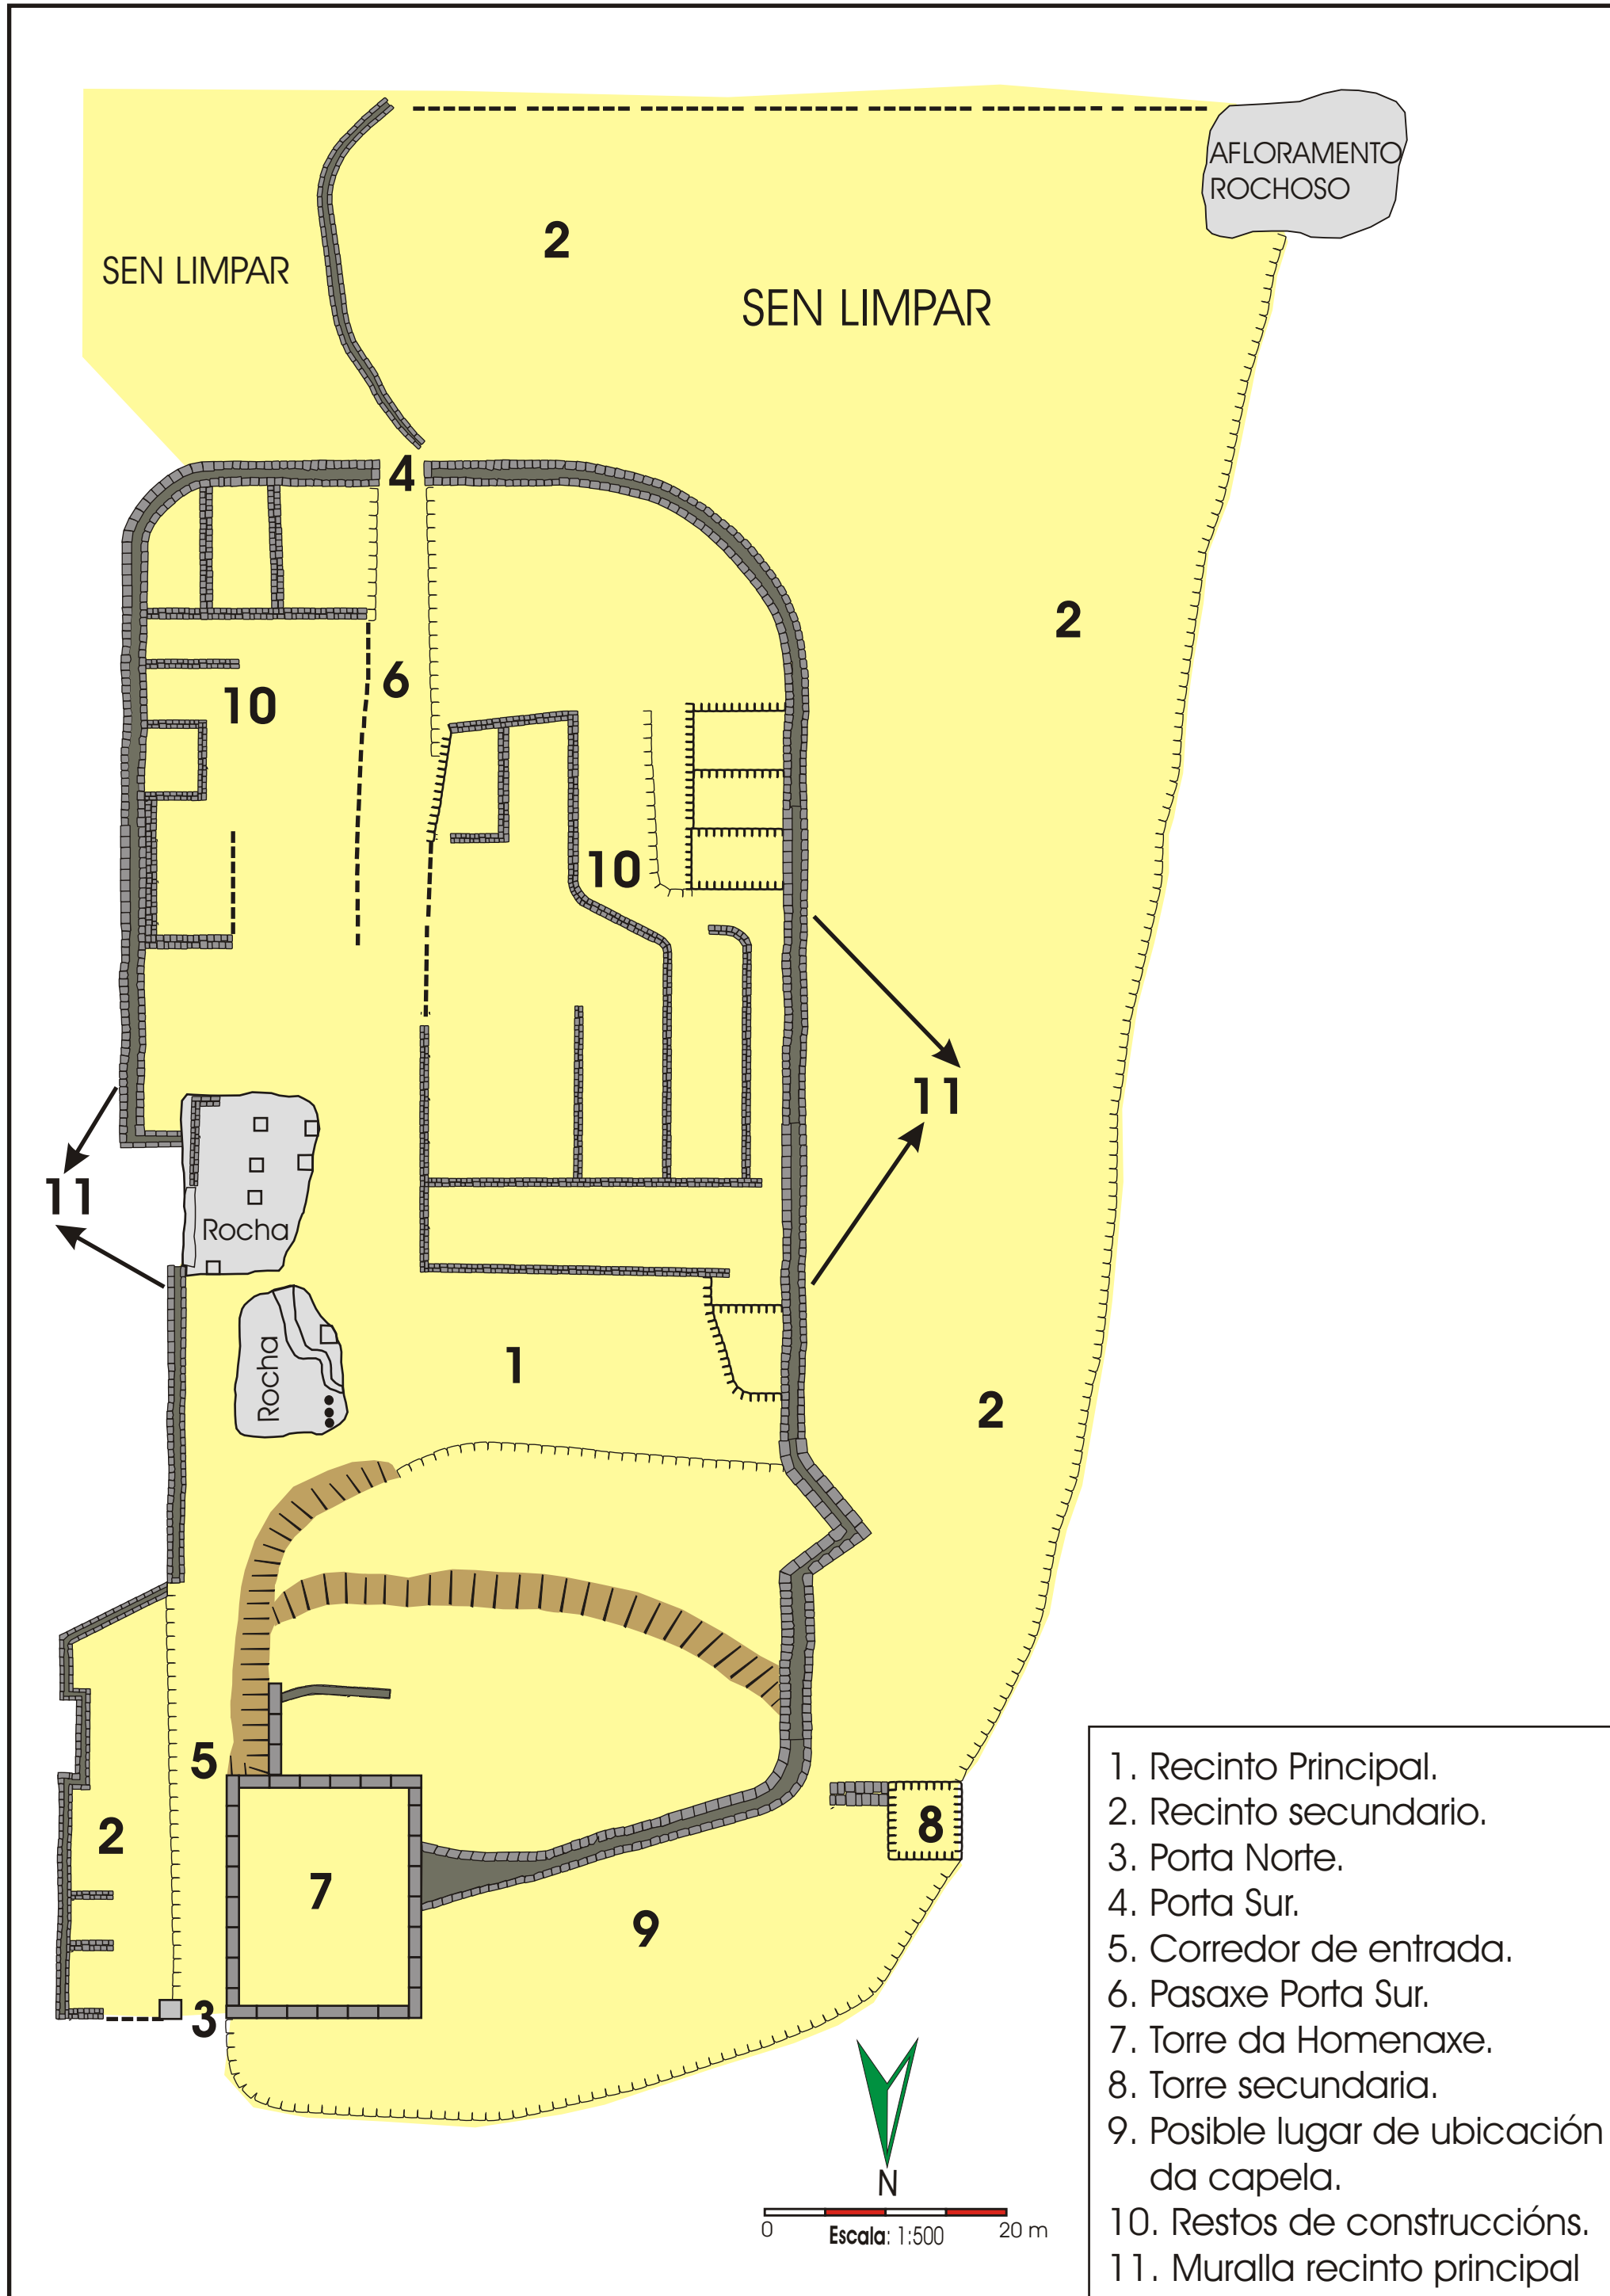 AFLORAMENTO
ROCHOSO
2
SEN LIMPAR
SEN LIMPAR
4
2
6
10
10
11
11
Rocha
Rocha
1
2
5
2
8
7
9
3
N
0
Escala: 1:500
20 m
1. Recinto Principal.
2. Recinto secundario.
3. Porta Norte.
4. Porta Sur.
5. Corredor de entrada.
6. Pasaxe Porta Sur.
7. Torre da Homenaxe.
8. Torre secundaria.
9. Posible lugar de ubicación
da capela.
10. Restos de construccións.
11. Muralla recinto principal